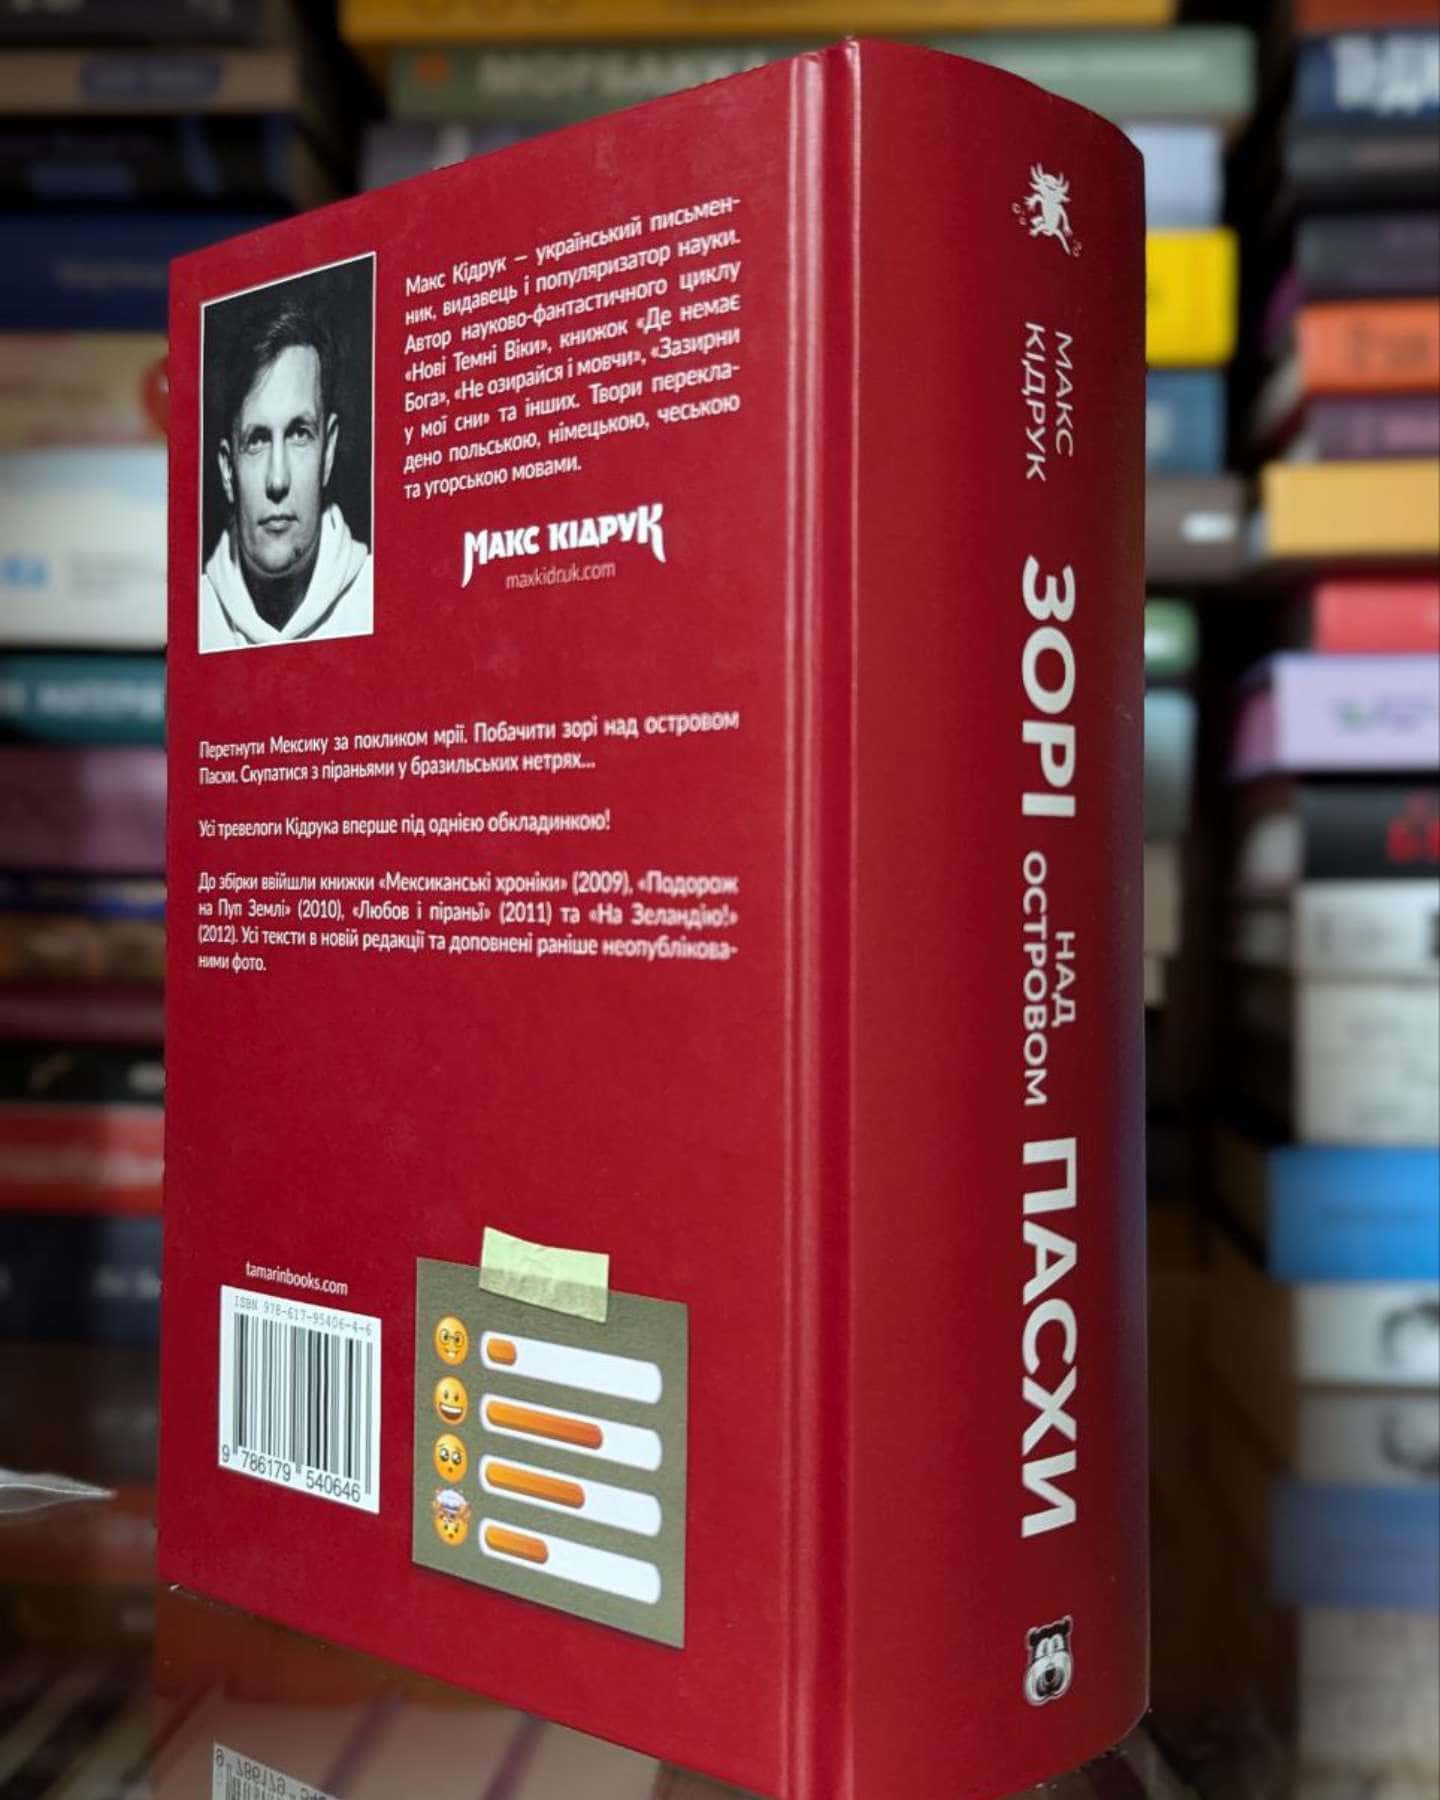 Макс Кідрук – український письмен-
ник, видавець і популяризатор науки.
Автор науково-фантастичного циклу
«Нові Темні Віки», книжок «Де немає
Бога», «Не озирайся і мовчи», «Зазирни
у мої сни» та інших. Твори перекла-
дено польською, німецькою, чеською
та угорською мовами.
Макс Кідрук
maxkidruk.com
Перетнути Мексику за покликом мрії. Побачити зорі над островом
Пасхи. Скупатися з піраньями у бразильських нетрях...
Усі тревелоги Кідрука вперше під однією обкладинкою!
До збірки ввійшли книжки «Мексиканські хроніки» (2009), «Подорож
на Пуп Землі» (2010), «Любов і піраньї» (2011) та «На Зеландію!»
(2012). Усі тексти в новій редакції та доповнені раніше неопублікова-
ними фото.
tamarinbooks.com
ISBN 978-617-95406-4-6
9 786179 540646
МАКС
КІДРУК
ЗОРІ
НАД
ОСТРОВОМ
ПАСХИ